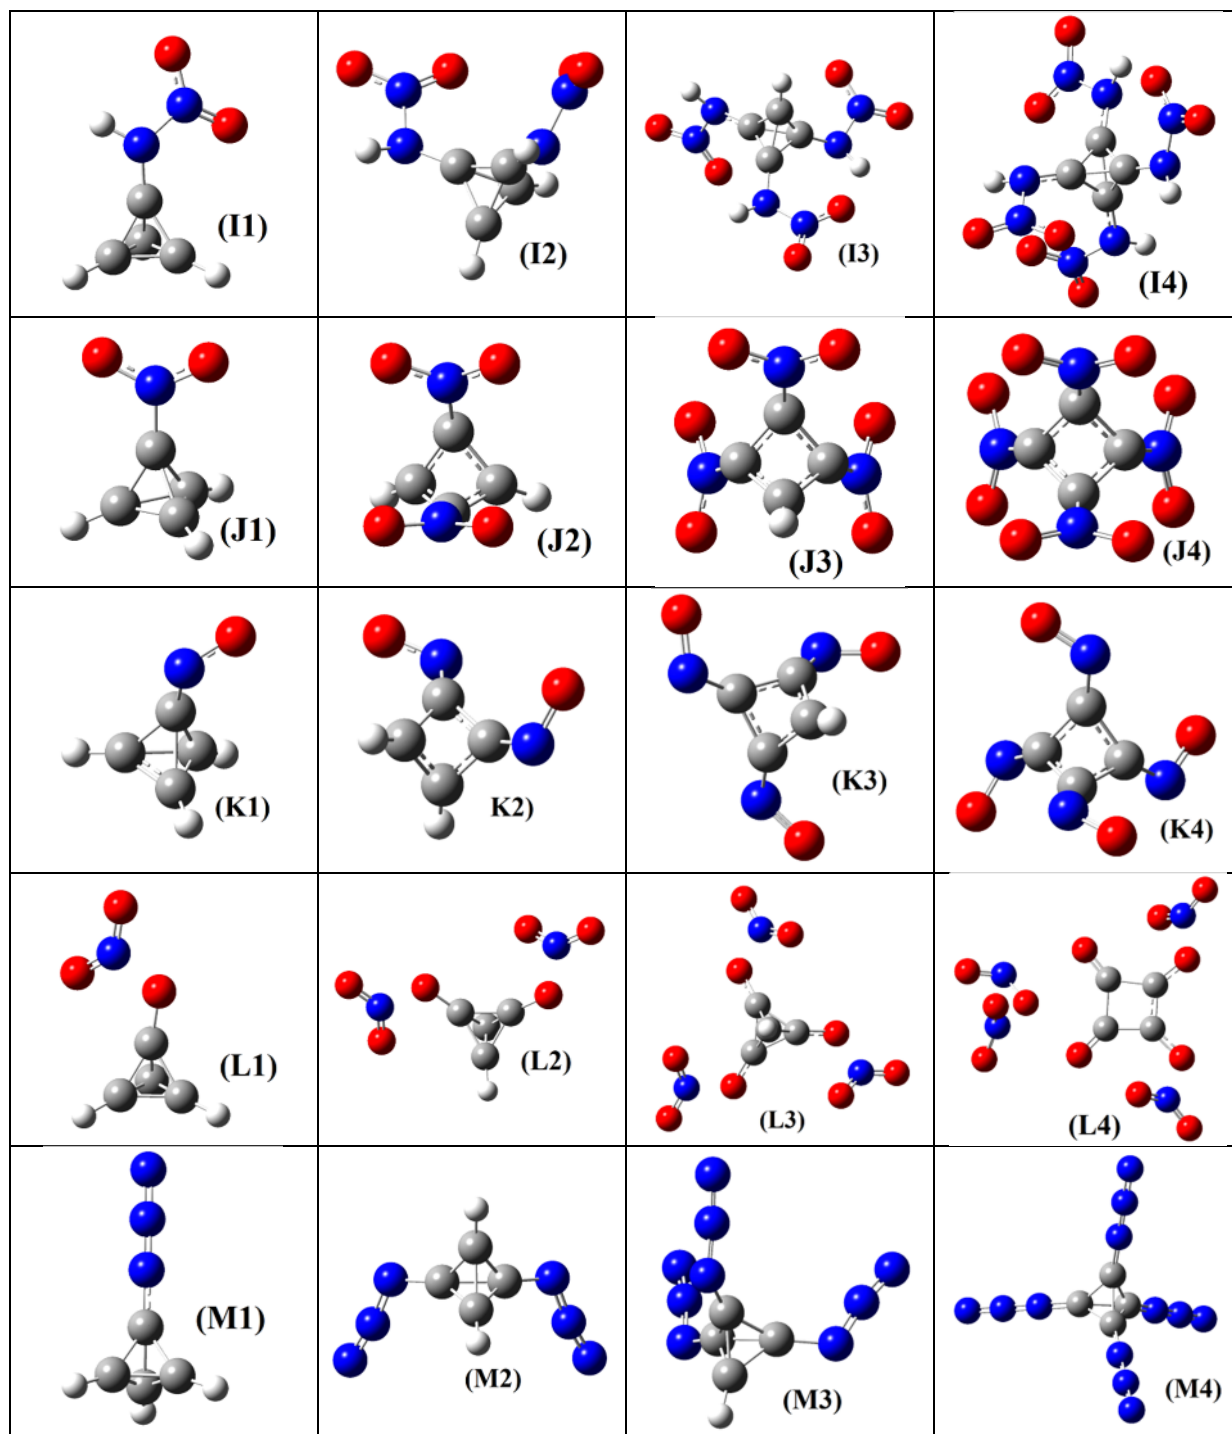 (I1)
(I2)
(I3)
(I4)
(J1)
(J2)
(J3)
(J4)
(K1)
K2)
(K3)
(K4)
(L1)
(L2)
(L3)
(L4)
(M1)
(M2)
(M3)
(M4)